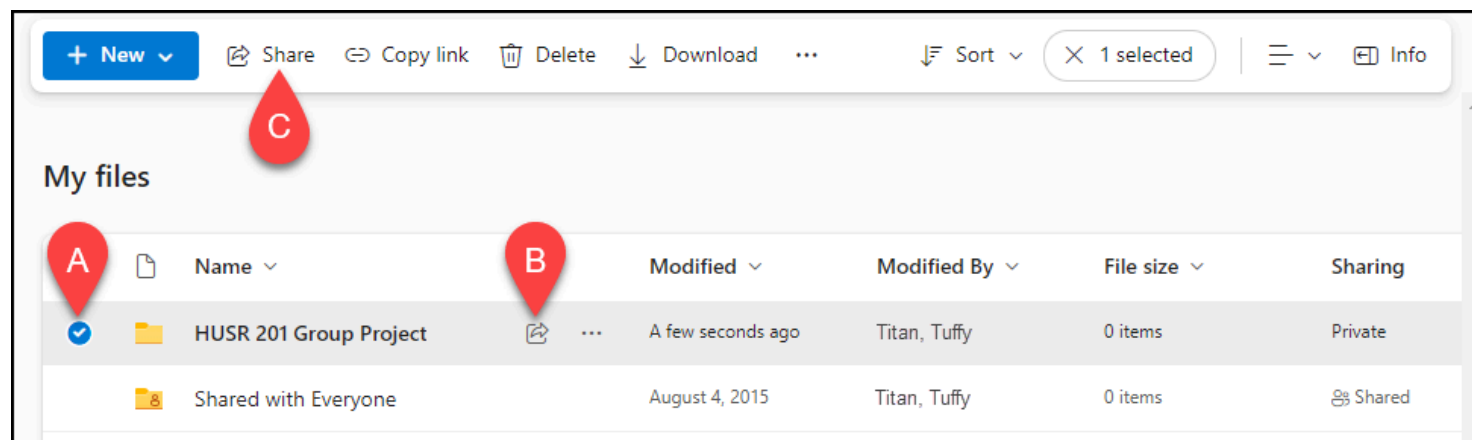 + New Share Copy link Delete Download ... Sort 1 selected Info
C
My files
A B
Name Modified Modified By File size Sharing
HUSR 201 Group Project ... A few seconds ago Titan, Tuffy 0 items Private
Shared with Everyone August 4, 2015 Titan, Tuffy 0 items Shared